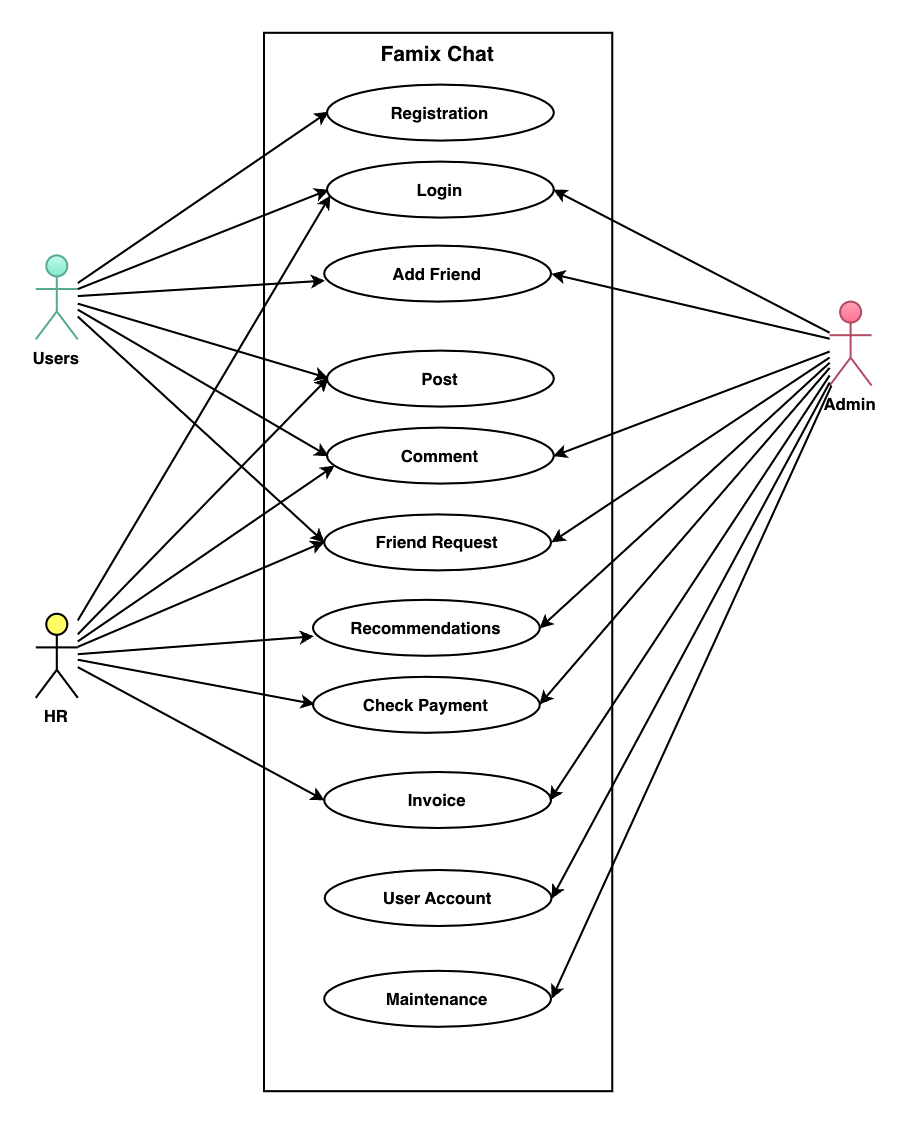 Famix Chat
Registration
Login
Add Friend
Users
Post
Admin
Comment
Friend Request
Recommendations
Check Payment
HR
Invoice
User Account
Maintenance